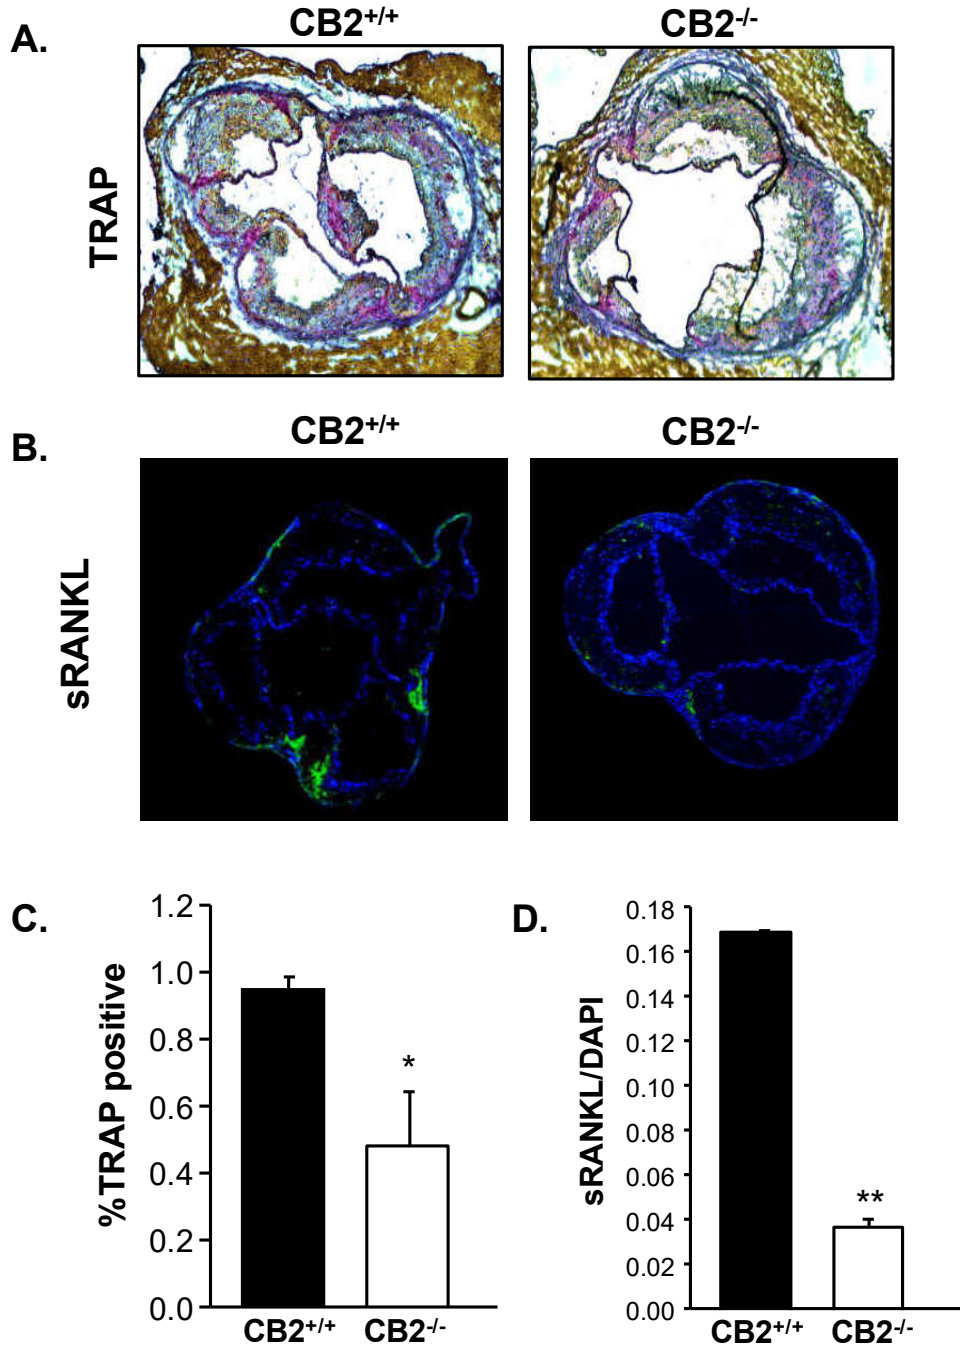 A.
CB2+/+
CB2-/-
TRAP
B.
CB2+/+
CB2-/-
sRANKL
C.
%TRAP positive
1.2
1.0
0.8
0.6
0.4
0.2
0.0
*
CB2+/+
CB2-/-
D.
sRANKL/DAPI
0.18
0.16
0.14
0.12
0.10
0.08
0.06
0.04
0.02
0.00
**
CB2+/+
CB2-/-